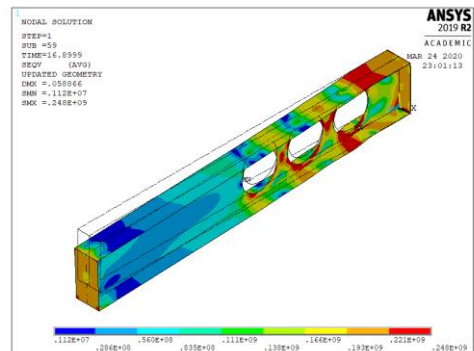 1
NODAL SOLUTION
STEP=1
SUB =59
TIME=16.8999
SEQV (AVG)
UPDATED GEOMETRY
DMX =.058866
SMN =.112E+07
SMX =.248E+09
ANSYS
2019 R2
ACADEMIC
MAR 24 2020
23:01:13
X
.112E+07 .560E+08 .111E+09 .166E+09 .221E+09
.286E+08 .835E+08 .138E+09 .193E+09 .248E+09